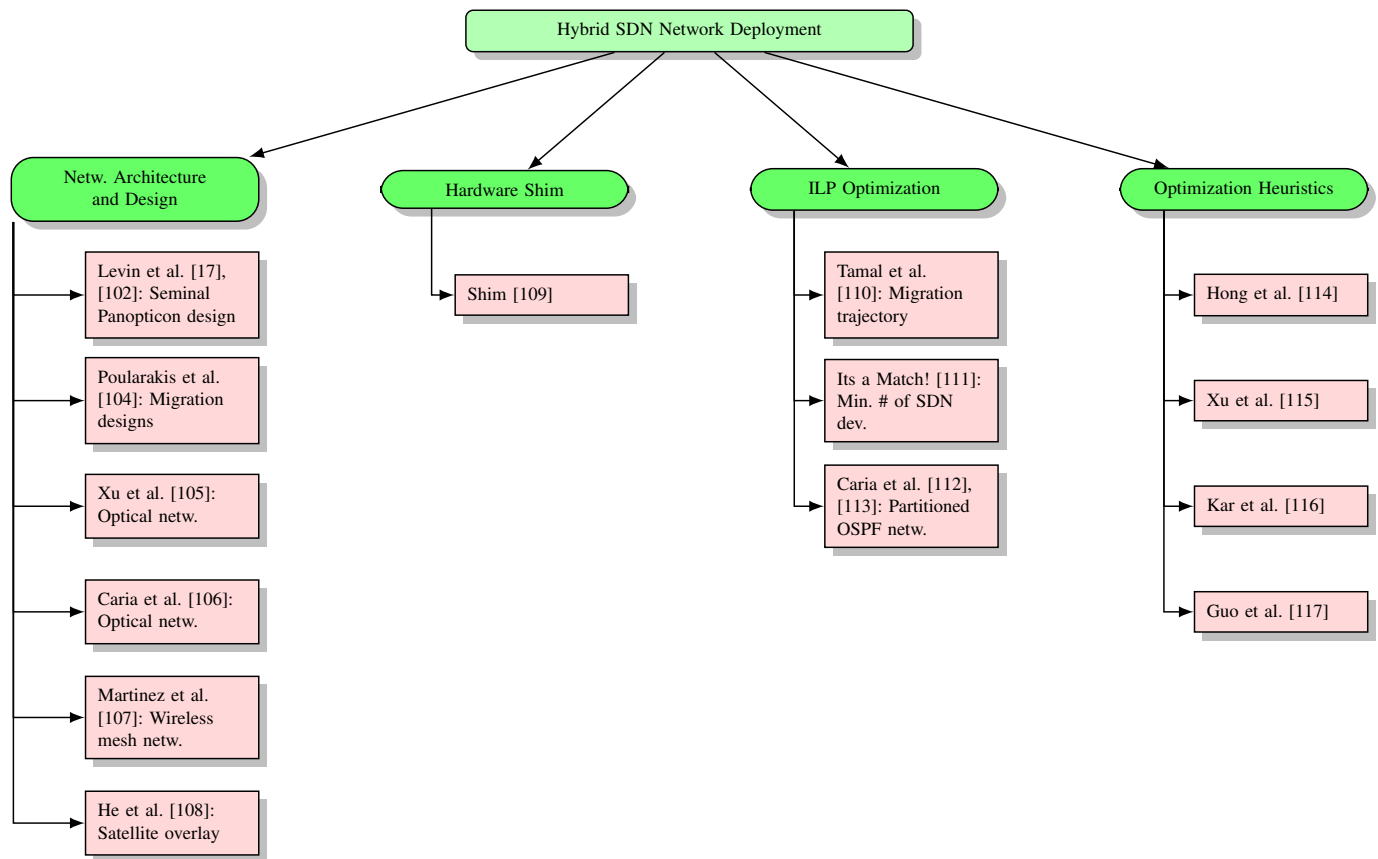 Hybrid SDN Network Deployment
Netw. Architecture
and Design
Levin et al. [17],
[102]: Seminal
Panopticon design
Poularakis et al.
[104]: Migration
designs
Xu et al. [105]:
Optical netw.
Caria et al. [106]:
Optical netw.
Martinez et al.
[107]: Wireless
mesh netw.
He et al. [108]:
Satellite overlay
Hardware Shim
Shim [109]
ILP Optimization
Tamal et al.
[110]: Migration
trajectory
Its a Match! [111]:
Min. # of SDN
dev.
Caria et al. [112],
[113]: Partitioned
OSPF netw.
Optimization Heuristics
Hong et al. [114]
Xu et al. [115]
Kar et al. [116]
Guo et al. [117]